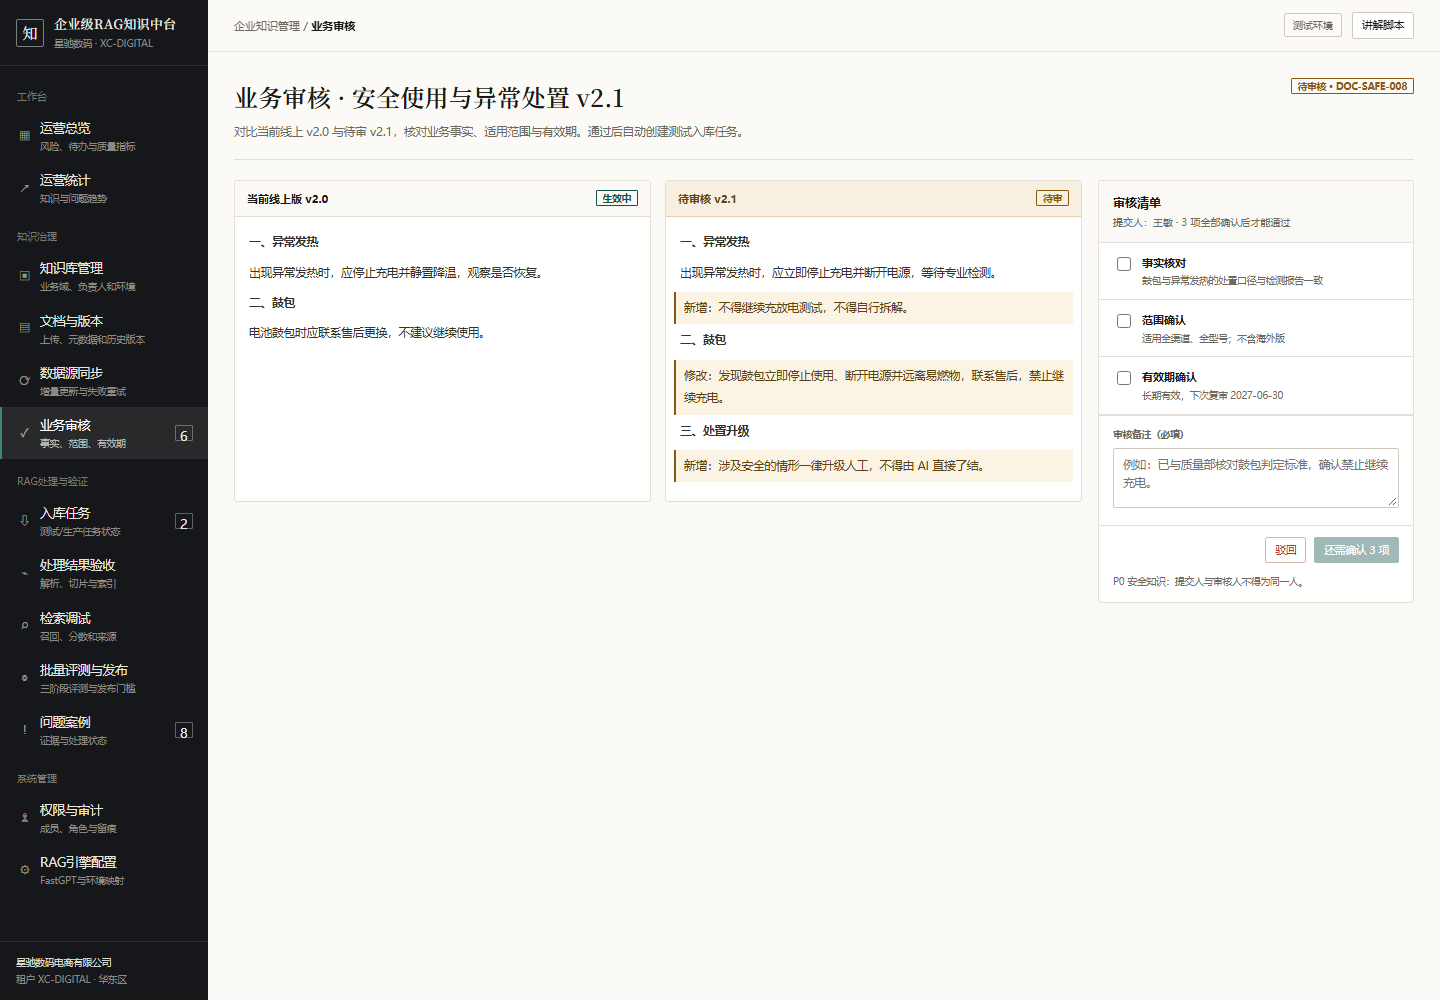 知
企业级RAG知识中台
星驰数码 · XC-DIGITAL
工作台
运营总览
风险、待办与质量指标
运营统计
知识与问题趋势
知识治理
知识库管理
业务域、负责人和环境
文档与版本
上传、元数据和历史版本
数据源同步
增量更新与失败重试
业务审核
事实、范围、有效期
6
RAG处理与验证
入库任务
测试/生产任务状态
2
处理结果验收
解析、切片与索引
检索调试
召回、分数和来源
批量评测与发布
三阶段评测与发布门槛
问题案例
证据与处理状态
8
系统管理
权限与审计
成员、角色与留痕
RAG引擎配置
FastGPT与环境映射
星驰数码电商有限公司
租户 XC-DIGITAL · 华东区
企业知识管理 / 业务审核
测试环境
讲解脚本
业务审核 · 安全使用与异常处置 v2.1
待审核 • DOC-SAFE-008
对比当前线上 v2.0 与待审 v2.1，核对业务事实、适用范围与有效期。通过后自动创建测试入库任务。
当前线上版 v2.0
生效中
一、异常发热
出现异常发热时，应停止充电并静置降温，观察是否恢复。
二、鼓包
电池鼓包时应联系售后更换，不建议继续使用。
待审核 v2.1
待审
一、异常发热
出现异常发热时，应立即停止充电并断开电源，等待专业检测。
新增：不得继续充放电测试，不得自行拆解。
二、鼓包
修改：发现鼓包立即停止使用、断开电源并远离易燃物，联系售后，禁止继
续充电。
三、处置升级
新增：涉及安全的情形一律升级人工，不得由 AI 直接了结。
审核清单
提交人：王敏 · 3 项全部确认后才能通过
事实核对
鼓包与异常发热的处置口径与检测报告一致
范围确认
适用全渠道、全型号；不含海外版
有效期确认
长期有效，下次复审 2027-06-30
审核备注（必填）
例如：已与质量部核对鼓包判定标准，确认禁止继续
充电。
驳回
还需确认 3 项
P0 安全知识：提交人与审核人不得为同一人。